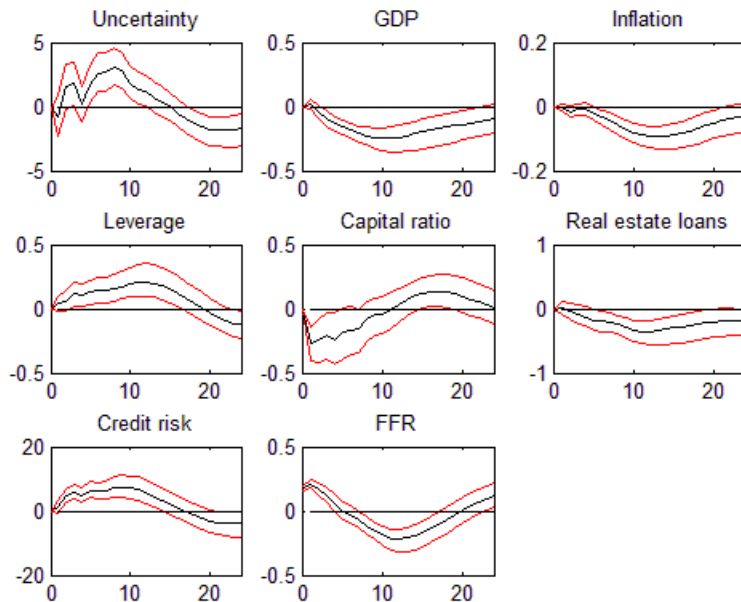 Uncertainty GDP Inflation
5 0.5 0.2
0 0 0
-5 -0.5 -0.2
0 10 20 0 10 20 0 10 20
Leverage Capital ratio Real estate loans
0.5 0.5 1
0 0 0
-0.5 -0.5 -1
0 10 20 0 10 20 0 10 20
Credit risk FFR
20 0.5
0 0
-20 -0.5
0 10 20 0 10 20